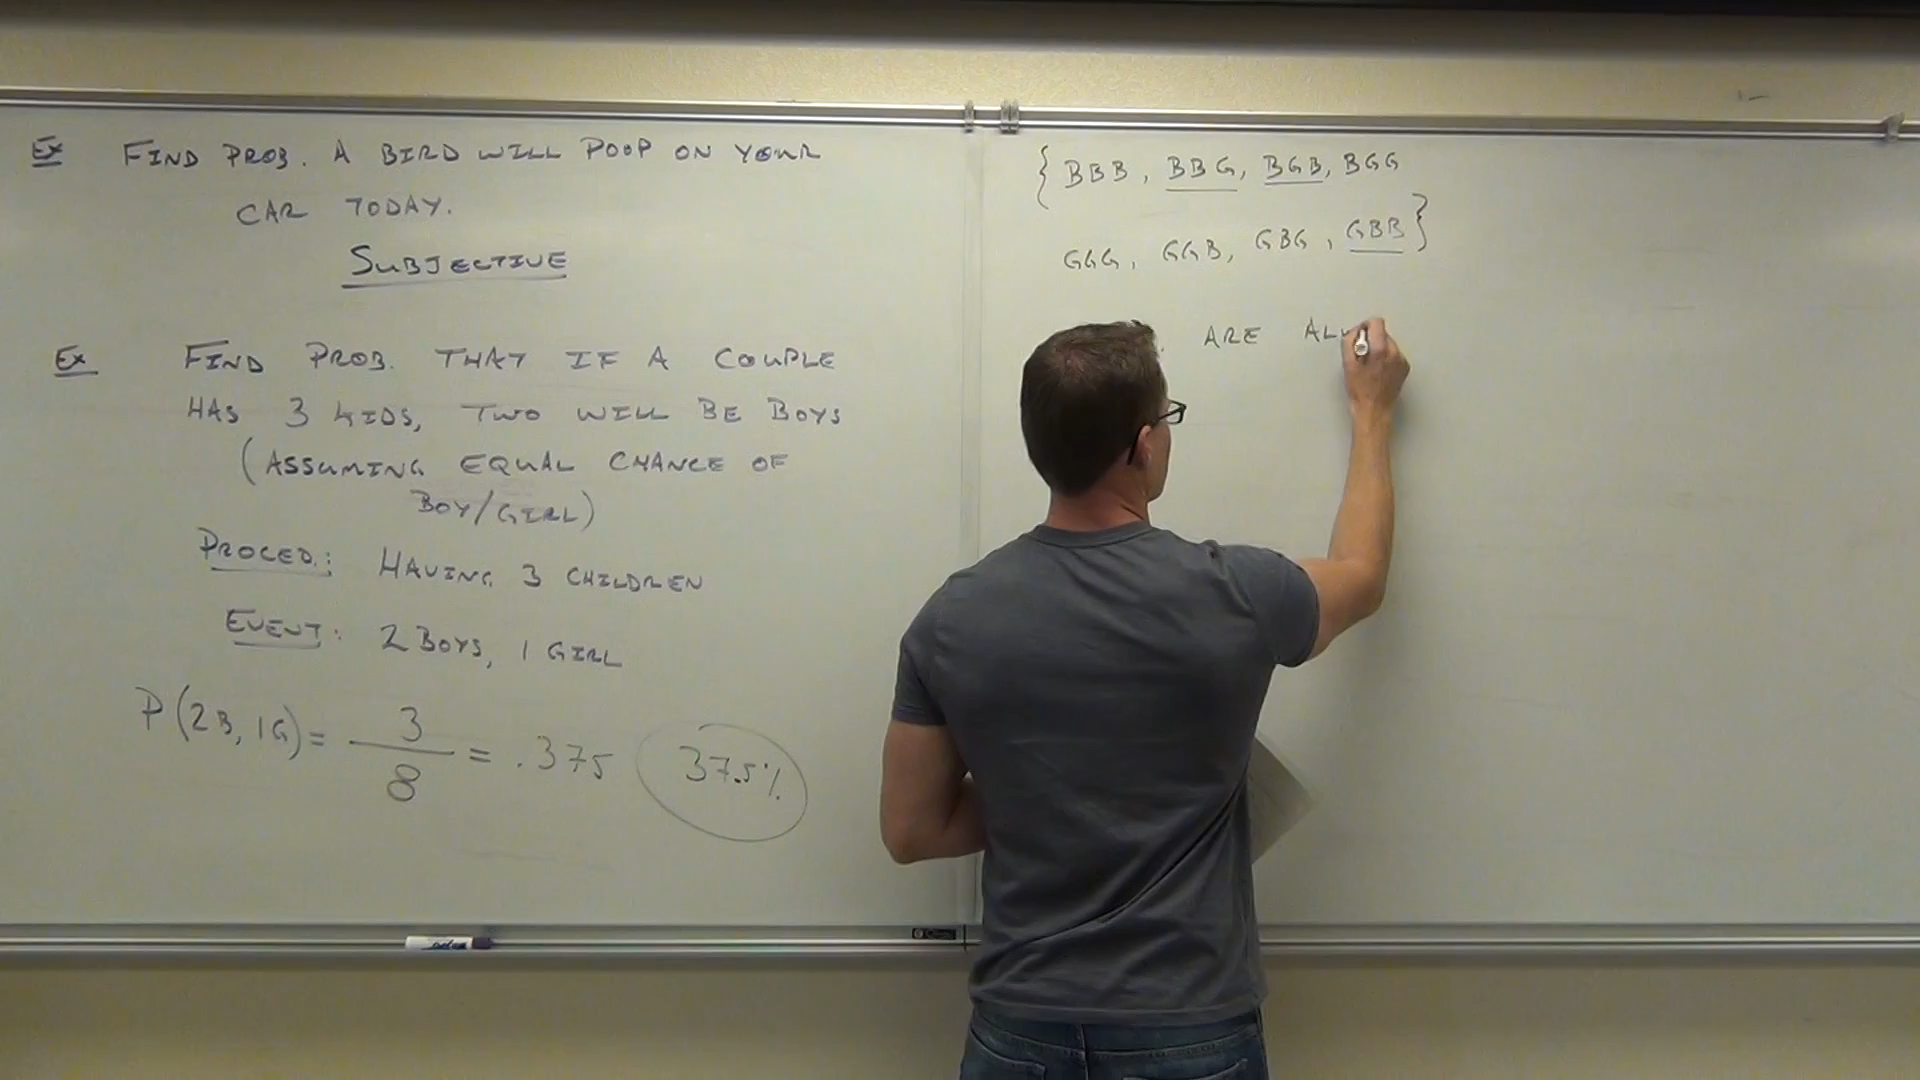 Ex FIND PROB. A BIRD WILL POOP ON YOUR
CAR TODAY.
SUBJECTIVE
Ex FIND PROB. THAT IF A COUPLE
HAS 3 KIDS, TWO WILL BE BOYS
(ASSUMING EQUAL CHANCE OF
BOY/GIRL)
PROCED.: HAVING 3 CHILDREN
EVENT: 2 BOYS, 1 GIRL
P(2B, 1G) = 3/8 = .375 37.5%
{BBB, BBG, BGB, BGG
GGG, GGB, GBG, GBB}
ARE